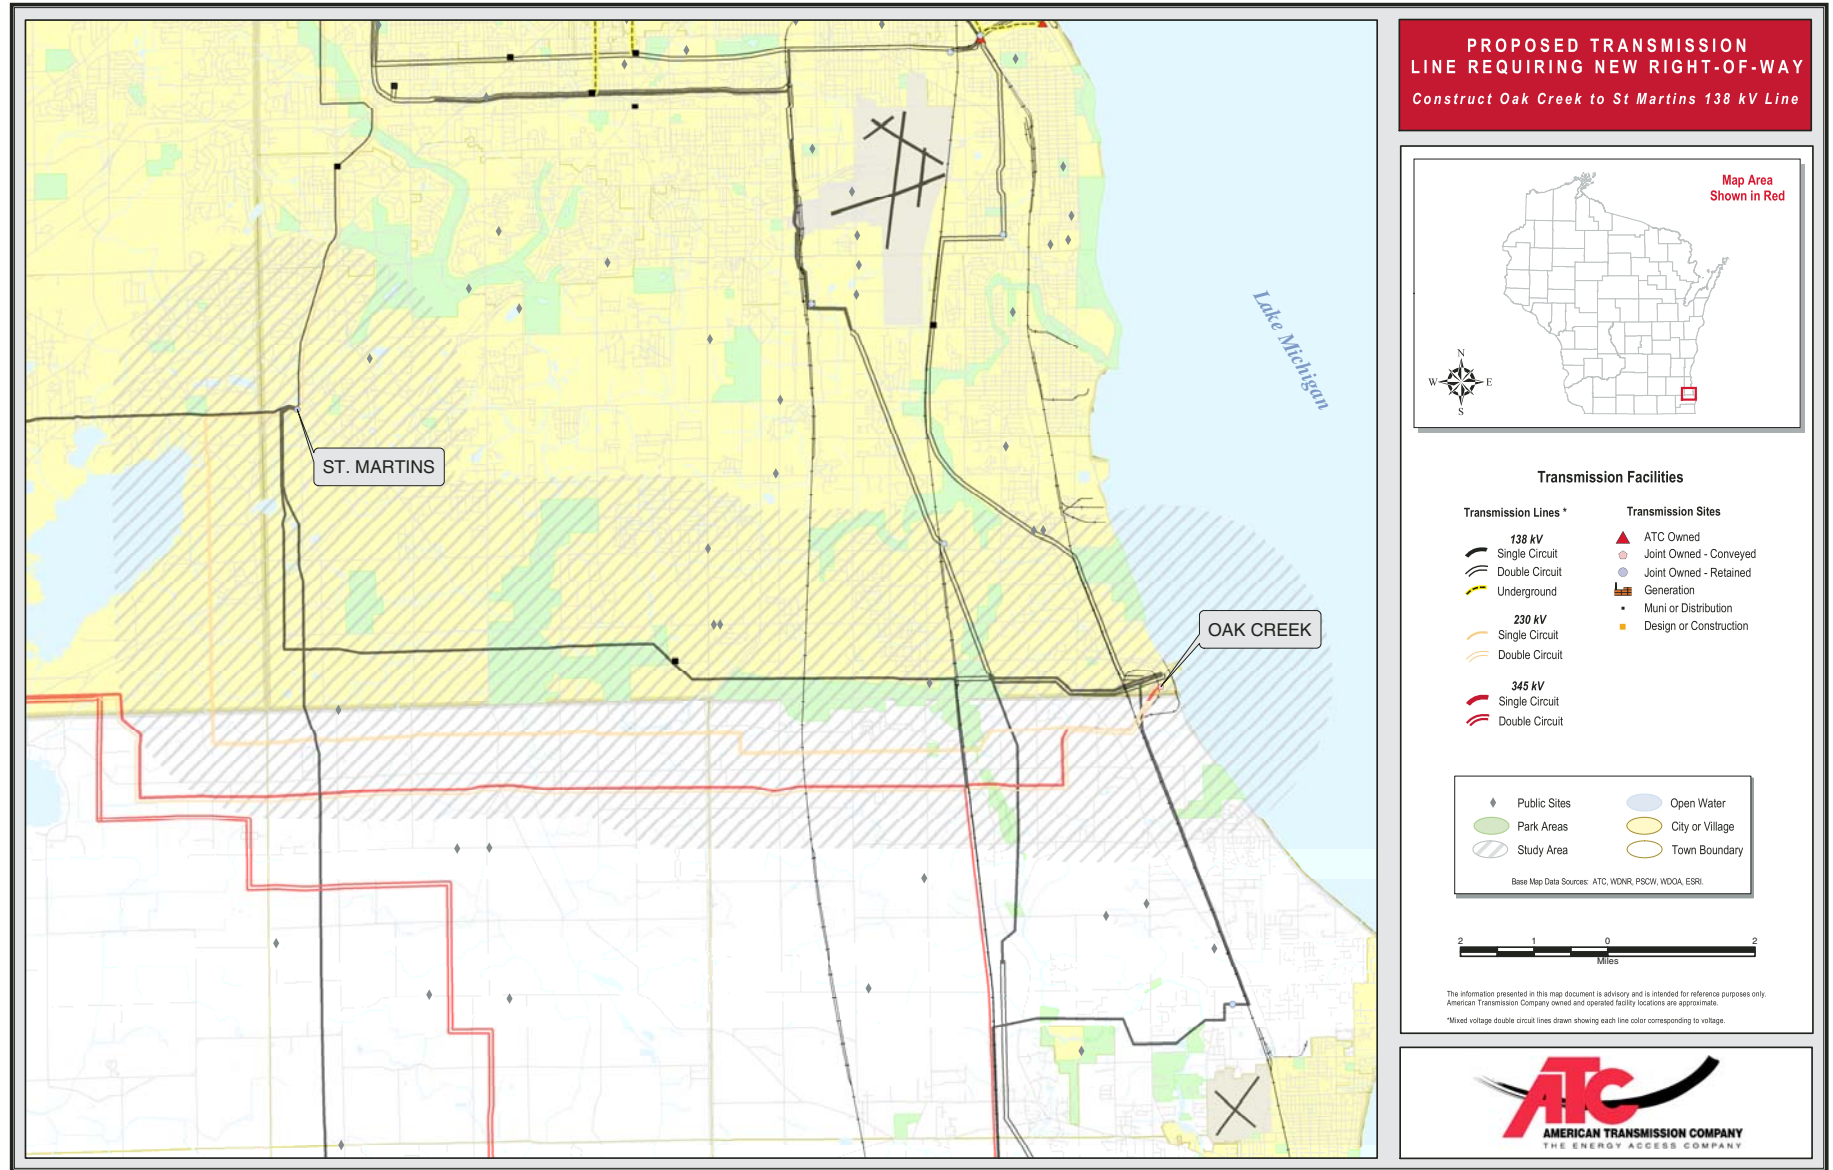 PROPOSED TRANSMISSION
LINE REQUIRING NEW RIGHT-OF-WAY
Construct Oak Creek to St Martins 138 kV Line
Lake Michigan
ST. MARTINS
OAK CREEK
Map Area
Shown in Red
N
W E
S
Transmission Facilities
Transmission Lines *
138 kV
Single Circuit
Double Circuit
Underground
230 kV
Single Circuit
Double Circuit
345 kV
Single Circuit
Double Circuit
Transmission Sites
ATC Owned
Joint Owned - Conveyed
Joint Owned - Retained
Generation
Muni or Distribution
Design or Construction
Public Sites
Park Areas
Study Area
Open Water
City or Village
Town Boundary
Base Map Data Sources: ATC, WDNR, PSCW, WDOA, ESRI.
2 1 0 2
Miles
The information presented in this map document is advisory and is intended for reference purposes only.
American Transmission Company owned and operated facility locations are approximate.
*Mixed voltage double circuit lines drawn showing each line color corresponding to voltage.
ATC
AMERICAN TRANSMISSION COMPANY
THE ENERGY ACCESS COMPANY